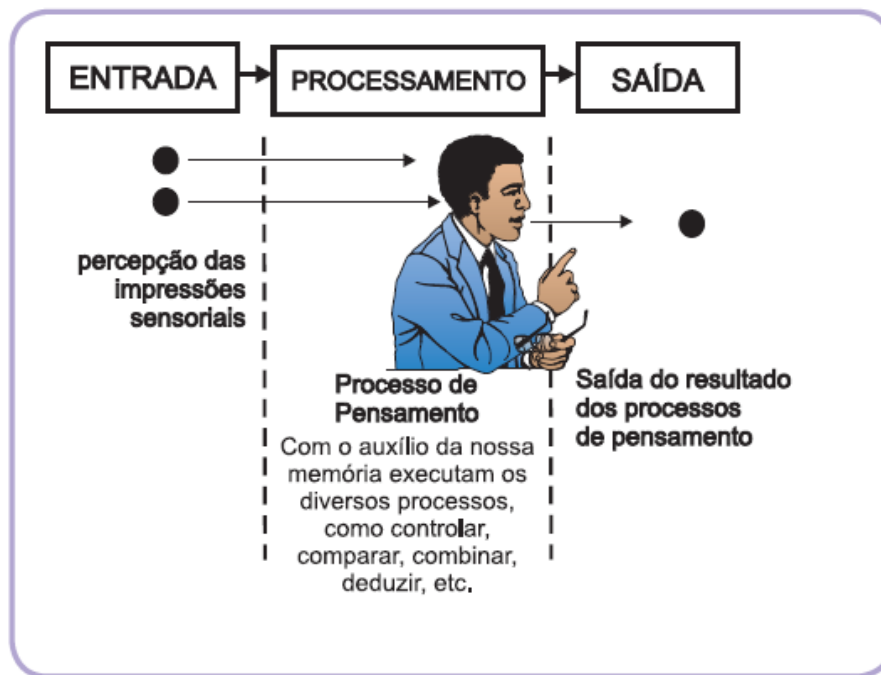 ENTRADA
PROCESSAMENTO
SAÍDA
percepção das
impressões
sensoriais
Processo de
Pensamento
Com o auxílio da nossa
memória executam os
diversos processos,
como controlar,
comparar, combinar,
deduzir, etc.
Saída do resultado
dos processos
de pensamento